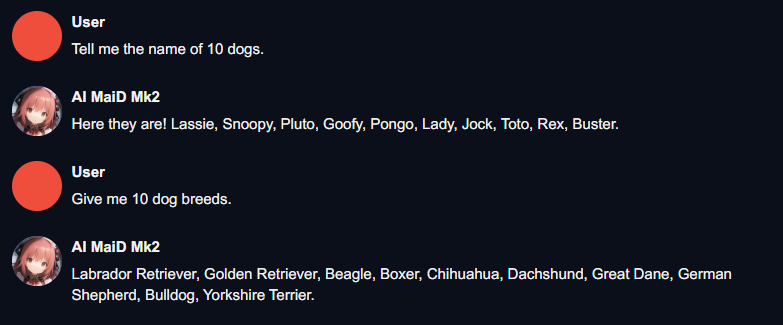 User
Tell me the name of 10 dogs.
AI MaiD Mk2
Here they are! Lassie, Snoopy, Pluto, Goofy, Pongo, Lady, Jock, Toto, Rex, Buster.
User
Give me 10 dog breeds.
AI MaiD Mk2
Labrador Retriever, Golden Retriever, Beagle, Boxer, Chihuahua, Dachshund, Great Dane, German
Shepherd, Bulldog, Yorkshire Terrier.